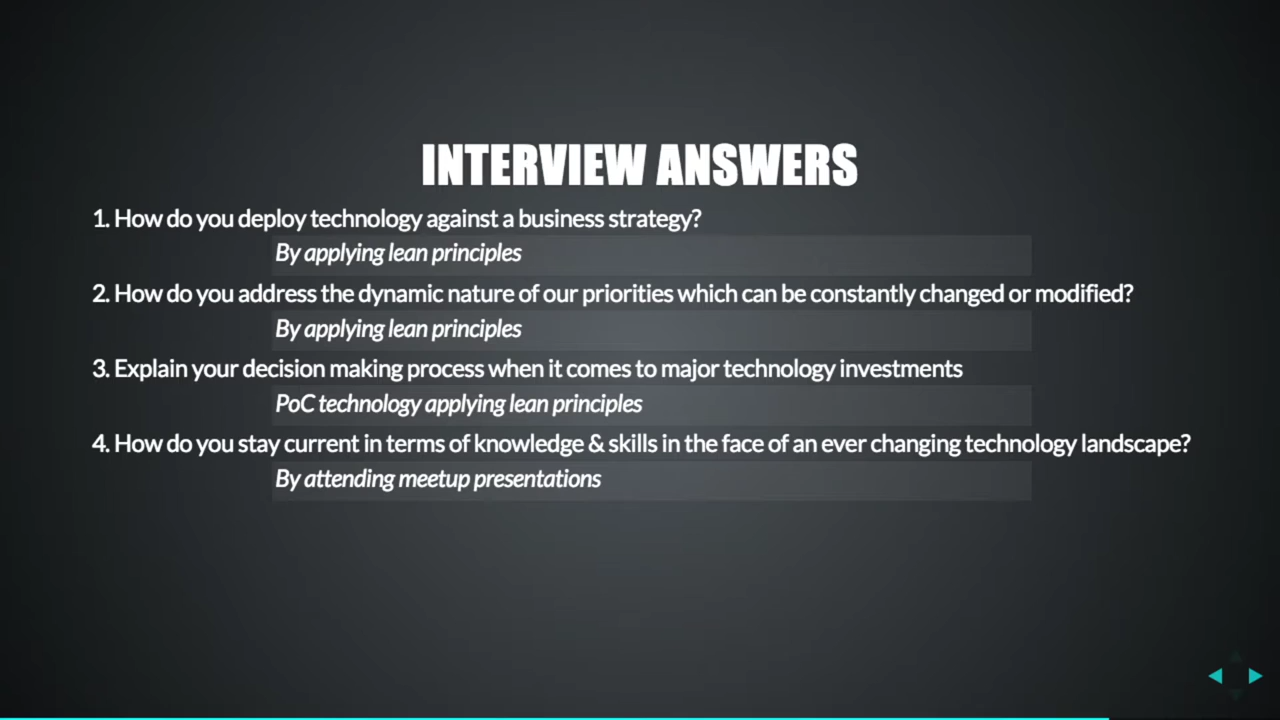 INTERVIEW ANSWERS
1. How do you deploy technology against a business strategy?
By applying lean principles
2. How do you address the dynamic nature of our priorities which can be constantly changed or modified?
By applying lean principles
3. Explain your decision making process when it comes to major technology investments
PoC technology applying lean principles
4. How do you stay current in terms of knowledge & skills in the face of an ever changing technology landscape?
By attending meetup presentations